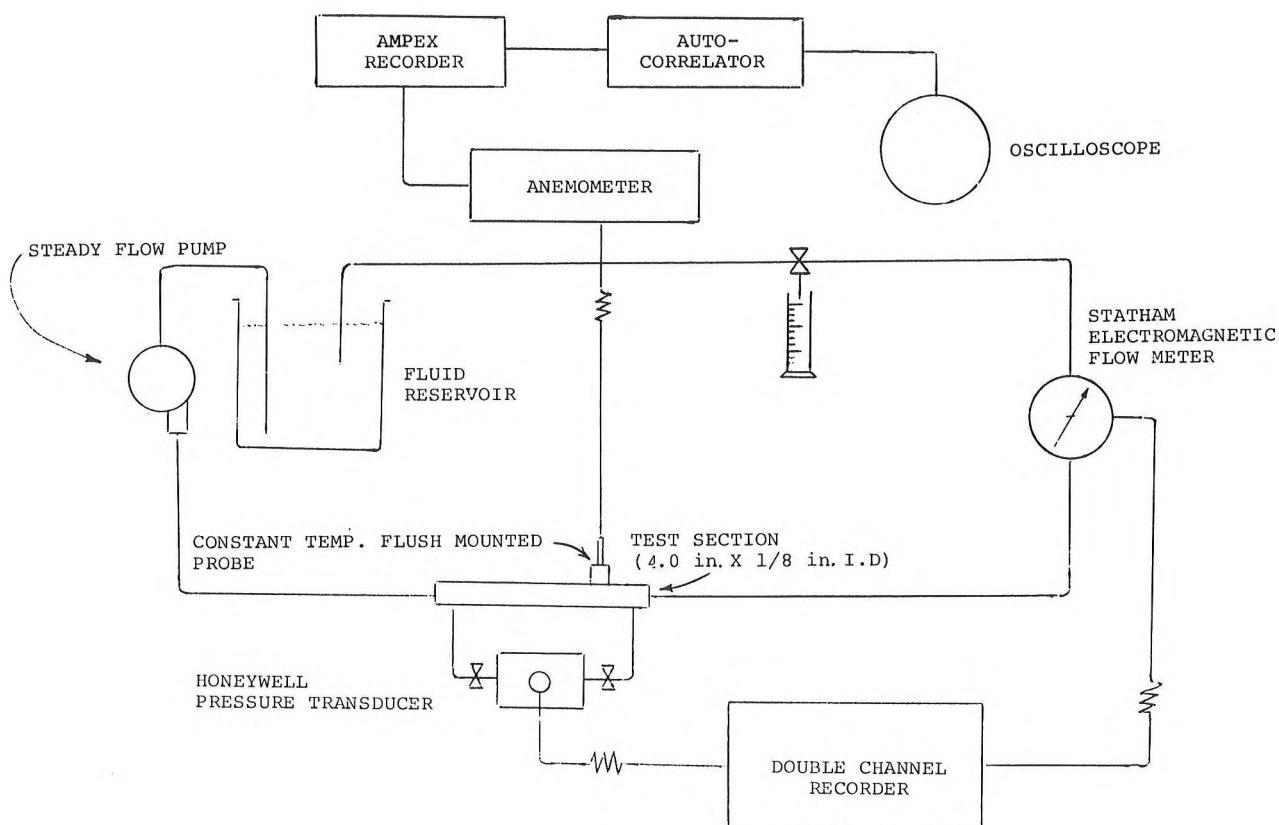 AMPEX
RECORDER
AUTO-
CORRELATOR
OSCILLOSCOPE
ANEMOMETER
STEADY FLOW PUMP
STATHAM
ELECTROMAGNETIC
FLOW METER
FLUID
RESERVOIR
CONSTANT TEMP. FLUSH MOUNTED
PROBE
TEST SECTION
(4.0 in. X 1/8 in. I.D)
HONEYWELL
PRESSURE TRANSDUCER
DOUBLE CHANNEL
RECORDER